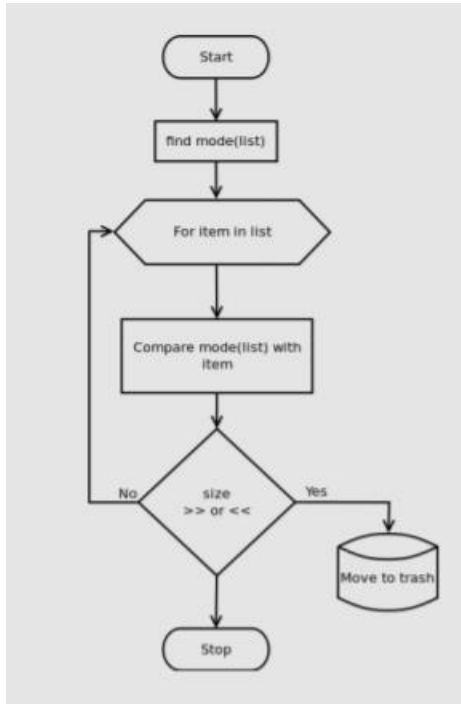 Start
find mode(list)
For item in list
Compare mode(list) with
item
No
size
>> or <<
Yes
Move to trash
Stop